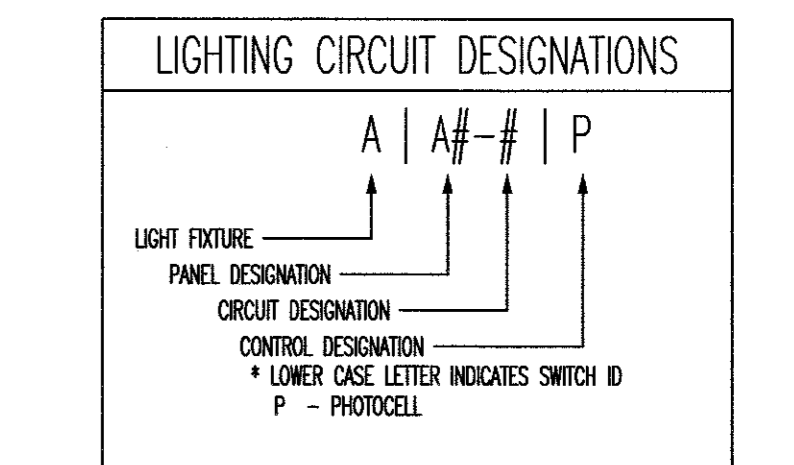 LIGHTING CIRCUIT DESIGNATIONS
A | A#-# | P
LIGHT FIXTURE
PANEL DESIGNATION
CIRCUIT DESIGNATION
CONTROL DESIGNATION
* LOWER CASE LETTER INDICATES SWITCH ID
P - PHOTOCELL